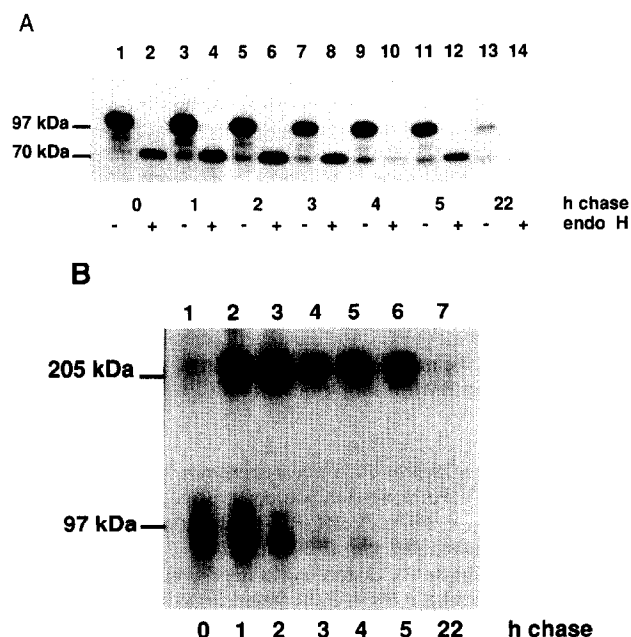 A
1 2 3 4 5 6 7 8 9 10 11 12 13 14
97 kDa
70 kDa
0 1 2 3 4 5 22 h chase
- + - + - + - + - + - + - + endo H
B
1 2 3 4 5 6 7
205 kDa
97 kDa
0 1 2 3 4 5 22 h chase